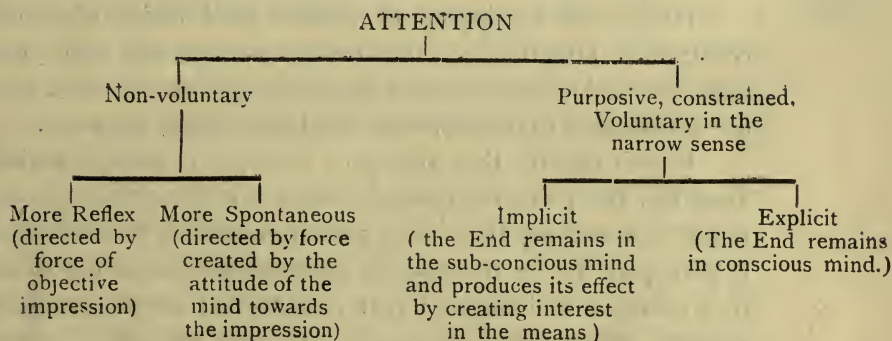 ATTENTION
Non-voluntary
Purposive, constrained,
Voluntary in the
narrow sense
More Reflex
(directed by
force of
objective
impression)
More Spontaneous
(directed by force
created by the
attitude of the
mind towards
the impression)
Implicit
( the End remains in
the sub-concious mind
and produces its effect
by creating interest
in the means )
Explicit
(The End remains
in conscious mind.)